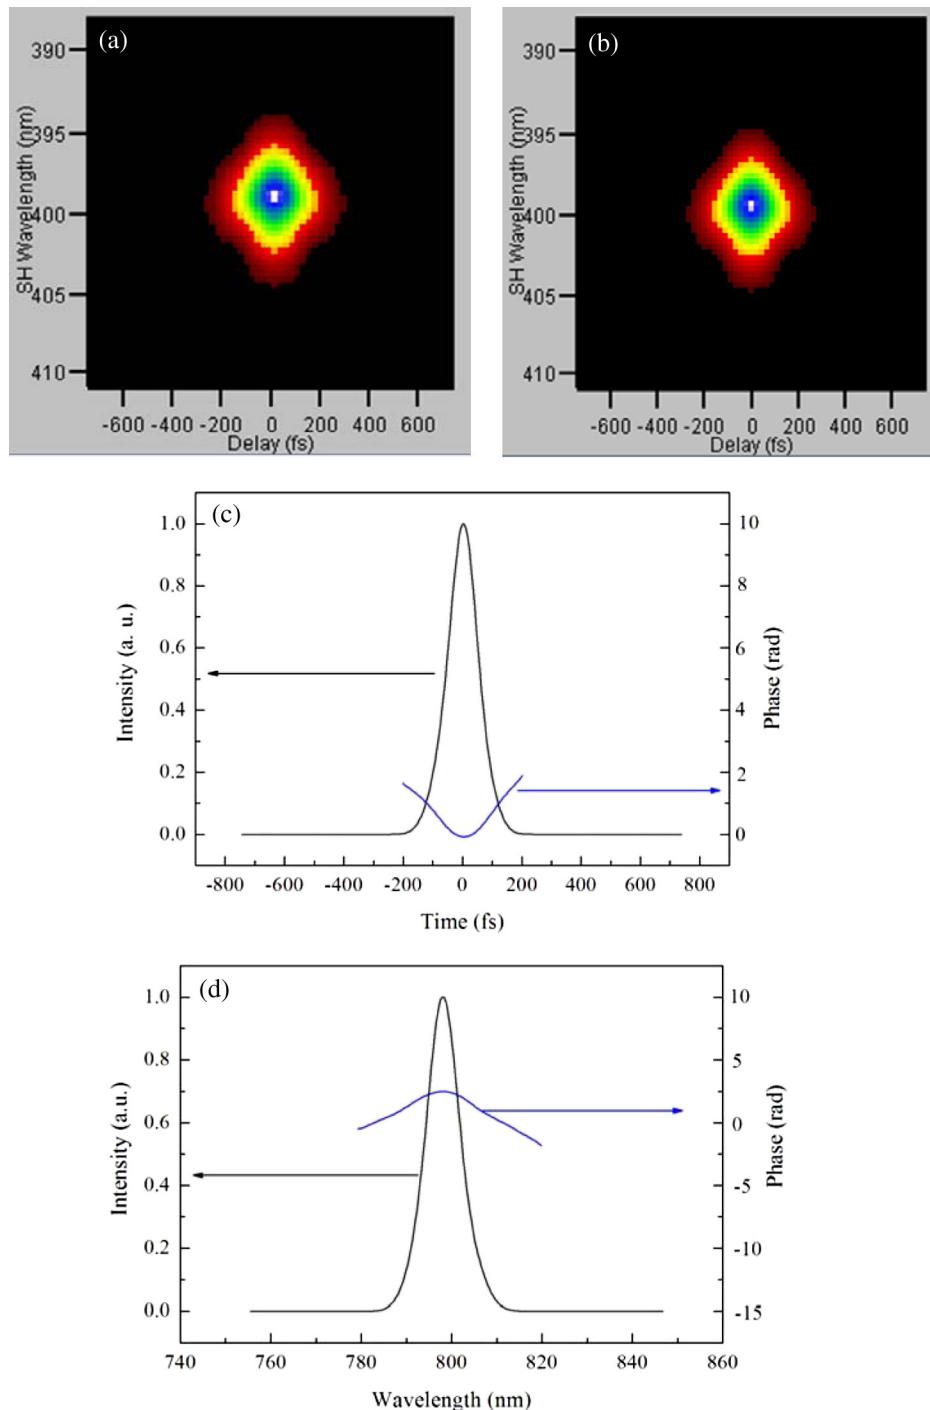 (a)
390
395
400
405
410
SH Wavelength (nm)
-600 -400 -200 0 200 400 600
Delay (fs)
(b)
390
395
400
405
410
SH Wavelength (nm)
-600 -400 -200 0 200 400 600
Delay (fs)
(c)
1.0
0.8
0.6
0.4
0.2
0.0
Intensity (a. u.)
10
8
6
4
2
0
Phase (rad)
-800 -600 -400 -200 0 200 400 600 800
Time (fs)
(d)
1.0
0.8
0.6
0.4
0.2
0.0
Intensity (a.u.)
10
5
0
-5
-10
-15
Phase (rad)
740 760 780 800 820 840 860
Wavelength (nm)